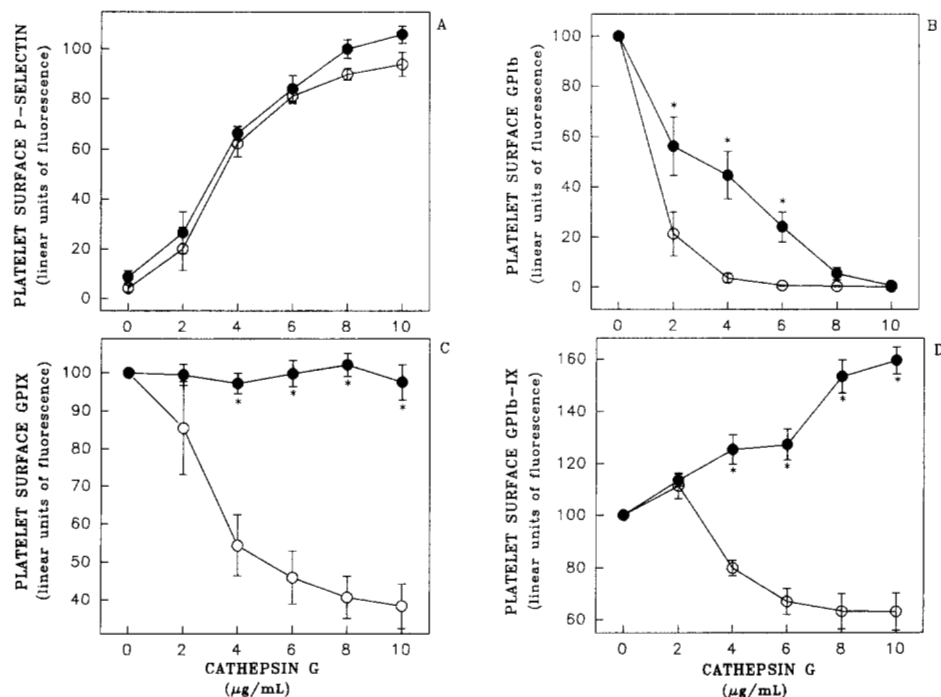 A
PLATELET SURFACE P-SELECTIN
(linear units of fluorescence)
100
80
60
40
20
0
0 2 4 6 8 10
B
PLATELET SURFACE GPIb
(linear units of fluorescence)
100
80
60
40
20
0
* * *
0 2 4 6 8 10
C
PLATELET SURFACE GPIX
(linear units of fluorescence)
100
90
80
70
60
50
40
* * * *
0 2 4 6 8 10
CATHEPSIN G
(μg/mL)
D
PLATELET SURFACE GPIb-IX
(linear units of fluorescence)
160
140
120
100
80
60
* * * *
0 2 4 6 8 10
CATHEPSIN G
(μg/mL)